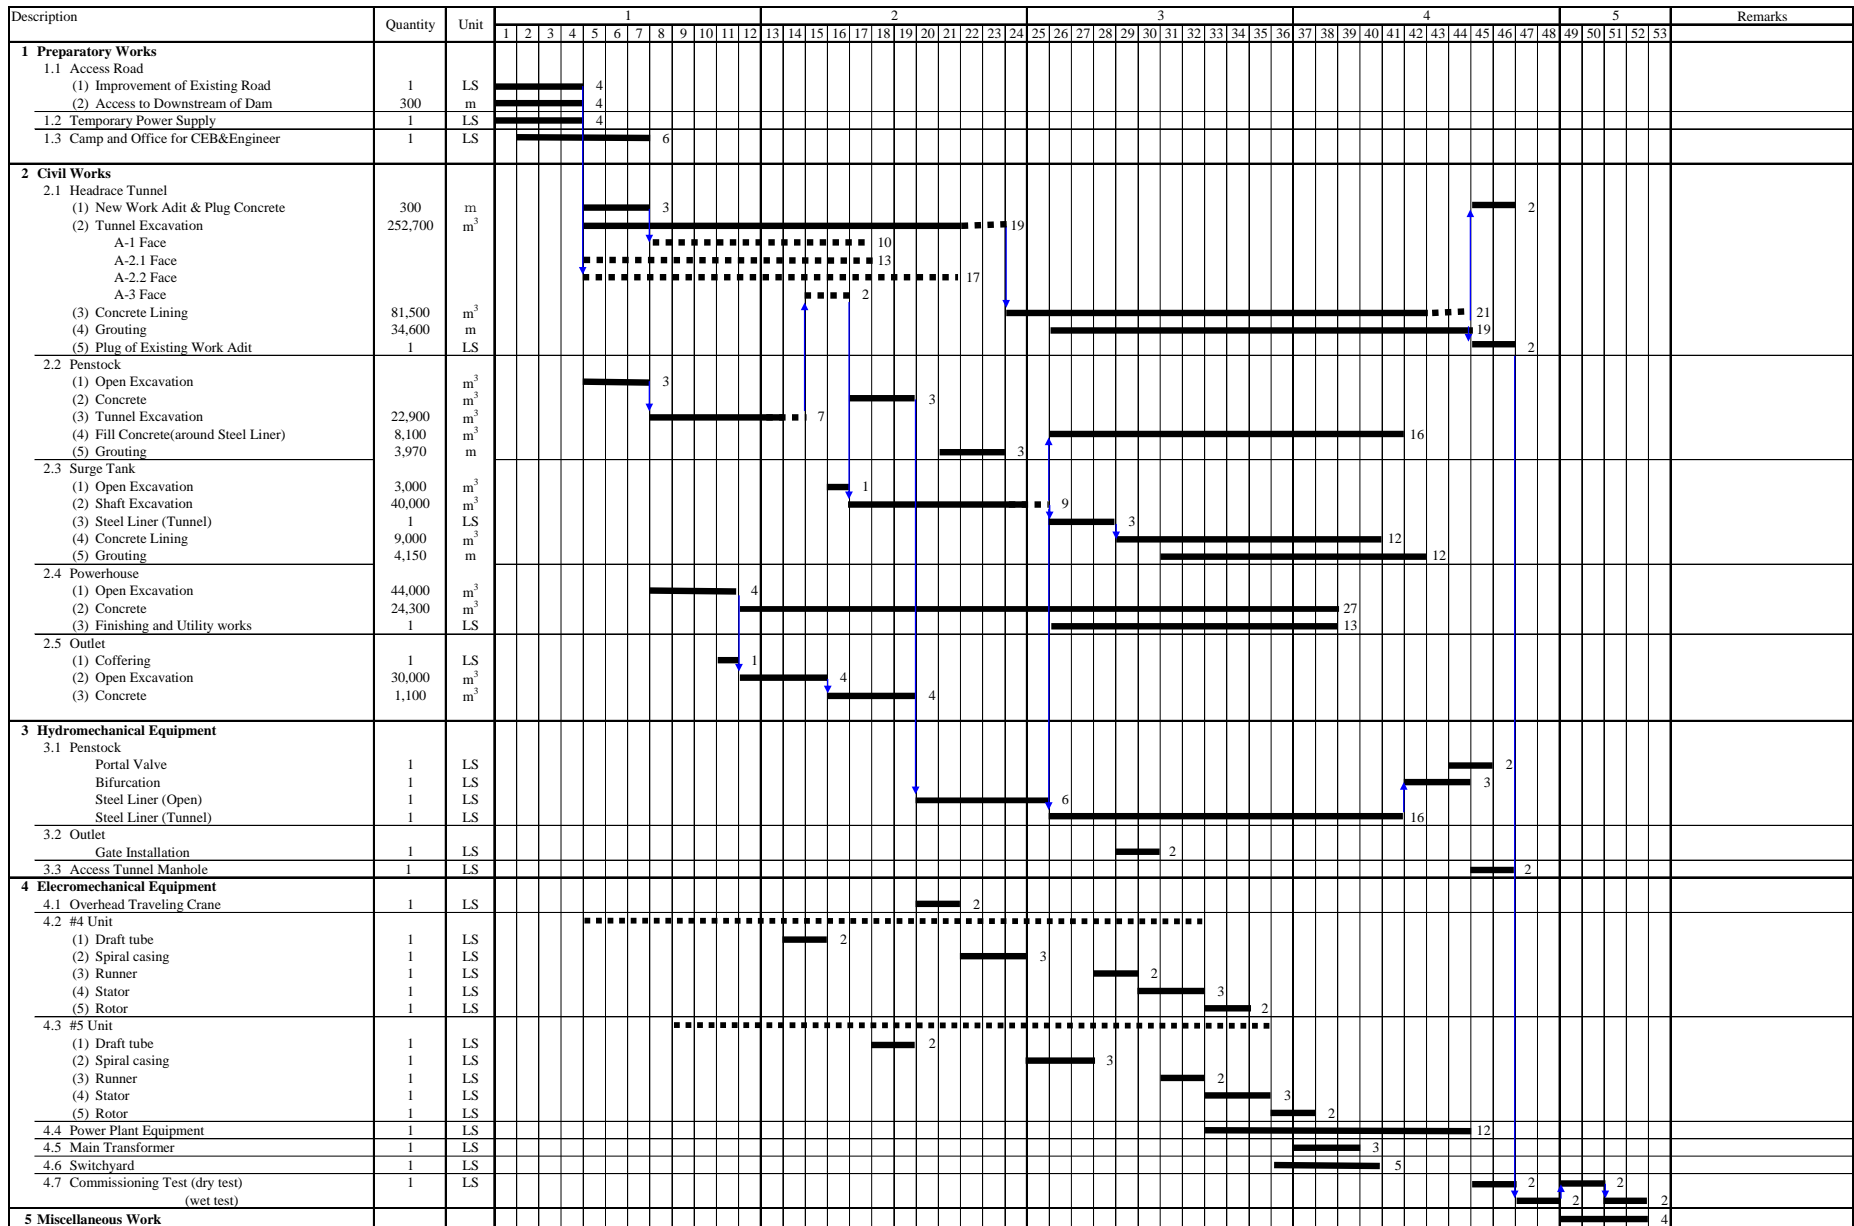 Description Quantity Unit 1 2 3 4 5 Remarks
1 2 3 4 5 6 7 8 9 10 11 12 13 14 15 16 17 18 19 20 21 22 23 24 25 26 27 28 29 30 31 32 33 34 35 36 37 38 39 40 41 42 43 44 45 46 47 48 49 50 51 52 53
1 Preparatory Works
1.1 Access Road
(1) Improvement of Existing Road 1 LS 4
(2) Access to Downstream of Dam 300 m 4
1.2 Temporary Power Supply 1 LS 4
1.3 Camp and Office for CEB&Engineer 1 LS 6
2 Civil Works
2.1 Headrace Tunnel
(1) New Work Adit & Plug Concrete 300 m 3 2
(2) Tunnel Excavation 252,700 m³ 19
A-1 Face 10
A-2.1 Face 13
A-2.2 Face 17
A-3 Face 2
(3) Concrete Lining 81,500 m³ 21
(4) Grouting 34,600 m 19
(5) Plug of Existing Work Adit 1 LS 2
2.2 Penstock
(1) Open Excavation m³ 3
(2) Concrete m³ 3
(3) Tunnel Excavation 22,900 m³ 7
(4) Fill Concrete(around Steel Liner) 8,100 m³ 16
(5) Grouting 3,970 m 3
2.3 Surge Tank
(1) Open Excavation 3,000 m³ 1
(2) Shaft Excavation 40,000 m³ 9
(3) Steel Liner (Tunnel) 1 LS 3
(4) Concrete Lining 9,000 m³ 12
(5) Grouting 4,150 m 12
2.4 Powerhouse
(1) Open Excavation 44,000 m³ 4
(2) Concrete 24,300 m³ 27
(3) Finishing and Utility works 1 LS 13
2.5 Outlet
(1) Coffering 1 LS 1
(2) Open Excavation 30,000 m³ 4
(3) Concrete 1,100 m³ 4
3 Hydromechanical Equipment
3.1 Penstock
Portal Valve 1 LS 2
Bifurcation 1 LS 3
Steel Liner (Open) 1 LS 6
Steel Liner (Tunnel) 1 LS 16
3.2 Outlet
Gate Installation 1 LS 2
3.3 Access Tunnel Manhole 1 LS 2
4 Elecromechanical Equipment
4.1 Overhead Traveling Crane 1 LS 2
4.2 #4 Unit
(1) Draft tube 1 LS 2
(2) Spiral casing 1 LS 3
(3) Runner 1 LS 2
(4) Stator 1 LS 3
(5) Rotor 1 LS 2
4.3 #5 Unit
(1) Draft tube 1 LS 2
(2) Spiral casing 1 LS 3
(3) Runner 1 LS 2
(4) Stator 1 LS 3
(5) Rotor 1 LS 2
4.4 Power Plant Equipment 1 LS 12
4.5 Main Transformer 1 LS 3
4.6 Switchyard 1 LS 5
4.7 Commissioning Test (dry test) 1 LS 2 2
(wet test) 2 2
5 Miscellaneous Work 4